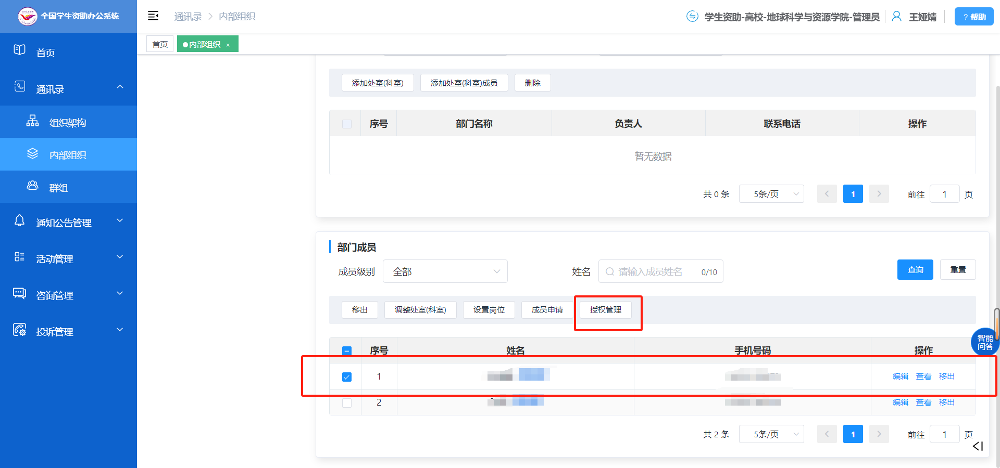 全国学生资助办公系统
通讯录 > 内部组织
学生资助-高校-地球科学与资源学院-管理员
王娅婧
? 帮助
首页
内部组织 ×
首页
通讯录
组织架构
内部组织
群组
通知公告管理
活动管理
咨询管理
投诉管理
添加处室(科室) 添加处室(科室)成员 删除
序号 部门名称 负责人 联系电话 操作
暂无数据
共 0 条 5条/页 1 前往 1 页
部门成员
成员级别 全部 姓名 请输入成员姓名 0/10 查询 重置
移出 调整处室(科室) 设置岗位 成员申请 授权管理
序号 姓名 手机号码 操作
1 编辑 查看 移出
2 编辑 查看 移出
共 2 条 5条/页 1 前往 1 页
智能
问答